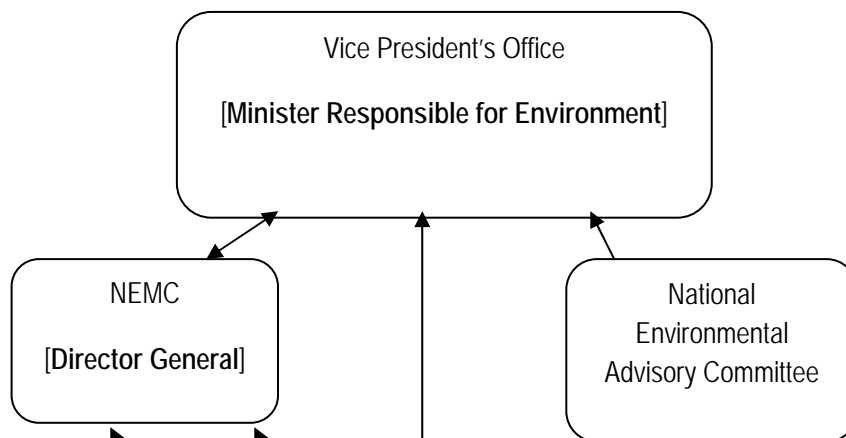 Vice President's Office
[Minister Responsible for Environment]
NEMC
[Director General]
National
Environmental
Advisory Committee